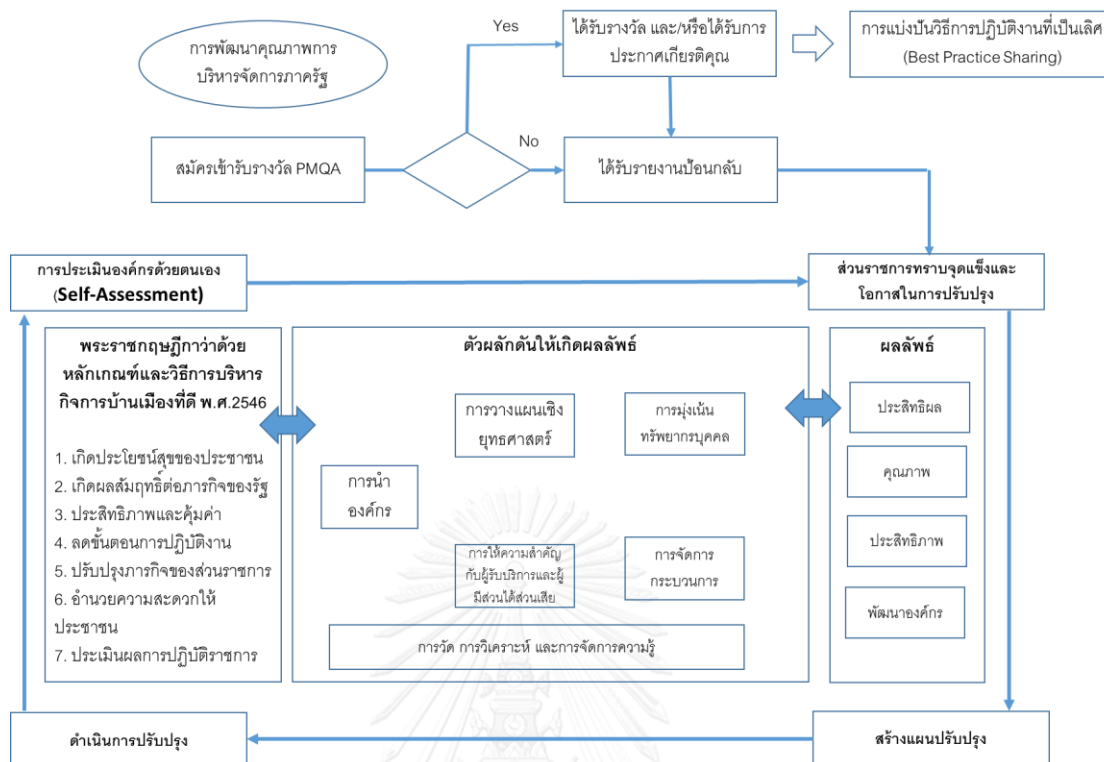 การพัฒนาคุณภาพการ
บริหารจัดการภาครัฐ
Yes
ได้รับรางวัล และ/หรือได้รับการ
ประกาศเกียรติคุณ
การแบ่งปันวิธีการปฏิบัติงานที่เป็นเลิศ
(Best Practice Sharing)
สมัครเข้ารับรางวัล PMQA
No
ได้รับรายงานป้อนกลับ
การประเมินองค์กรด้วยตนเอง
(Self-Assessment)
ส่วนราชการทราบจุดแข็งและ
โอกาสในการปรับปรุง
พระราชกฤษฎีกาว่าด้วย
หลักเกณฑ์และวิธีการบริหาร
กิจการบ้านเมืองที่ดี พ.ศ.2546
1. เกิดประโยชน์สุขของประชาชน
2. เกิดผลสัมฤทธิ์ต่อภารกิจของรัฐ
3. ประสิทธิภาพและคุ้มค่า
4. ลดขั้นตอนการปฏิบัติงาน
5. ปรับปรุงภารกิจของส่วนราชการ
6. อำนวยความสะดวกให้
ประชาชน
7. ประเมินผลการปฏิบัติราชการ
ตัวผลักดันให้เกิดผลลัพธ์
การวางแผนเชิง
ยุทธศาสตร์
การมุ่งเน้น
ทรัพยากรบุคคล
การนำ
องค์กร
การให้ความสำคัญ
กับผู้รับบริการและผู้
มีส่วนได้ส่วนเสีย
การจัดการ
กระบวนการ
การวัด การวิเคราะห์ และการจัดการความรู้
ผลลัพธ์
ประสิทธิผล
คุณภาพ
ประสิทธิภาพ
พัฒนาองค์กร
ดำเนินการปรับปรุง
สร้างแผนปรับปรุง